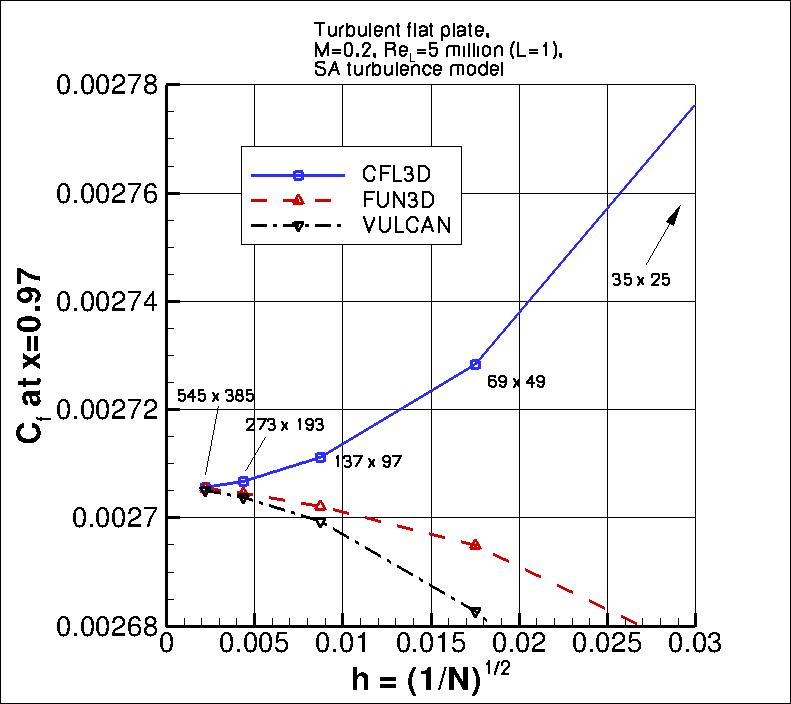 Turbulent flat plate,
M=0.2, Re_L=5 million (L=1),
SA turbulence model
0.00278
0.00276
0.00274
0.00272
0.0027
0.00268
C_f at x=0.97
CFL3D
FUN3D
VULCAN
35 x 25
69 x 49
545 x 385
273 x 193
137 x 97
0 0.005 0.01 0.015 0.02 0.025 0.03
h = (1/N)^1/2